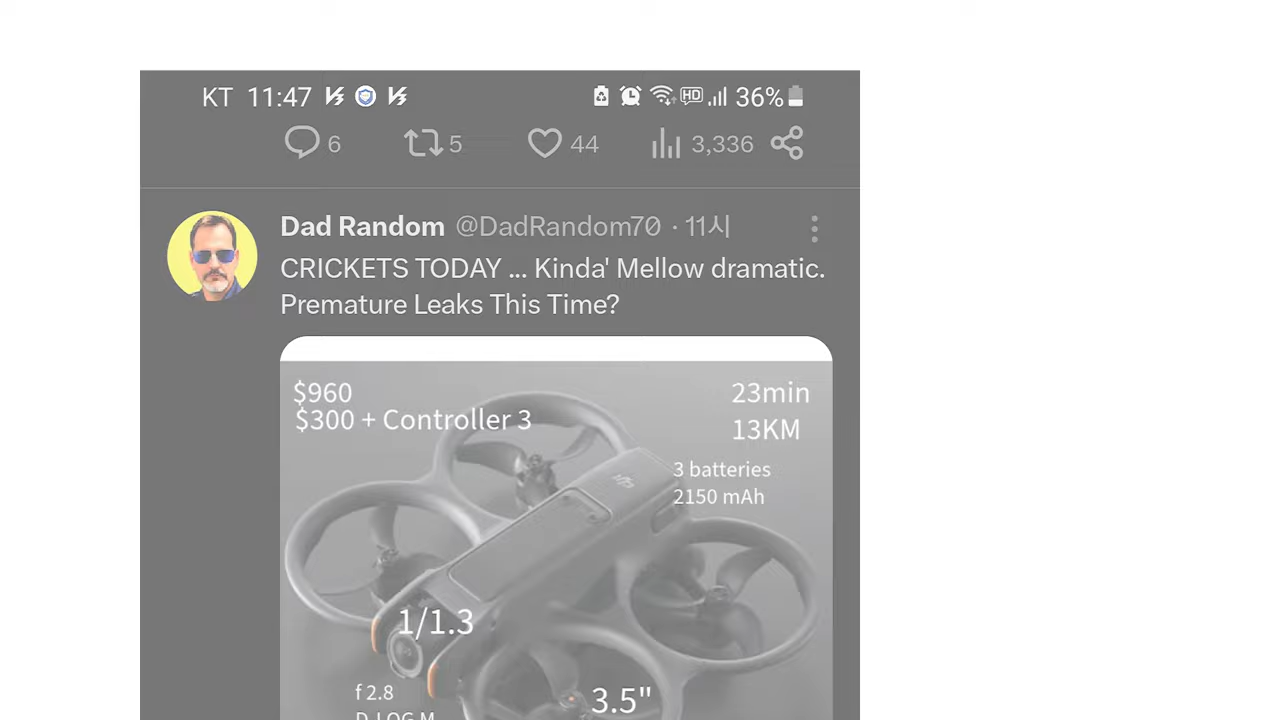 KT 11:47 36%
6 5 44 3,336
Dad Random @DadRandom70 · 11시
CRICKETS TODAY ... Kinda' Mellow dramatic.
Premature Leaks This Time?
$960
$300 + Controller 3
23min
13KM
3 batteries
2150 mAh
dji
1/1.3
f 2.8
D-LOG M
3.5"